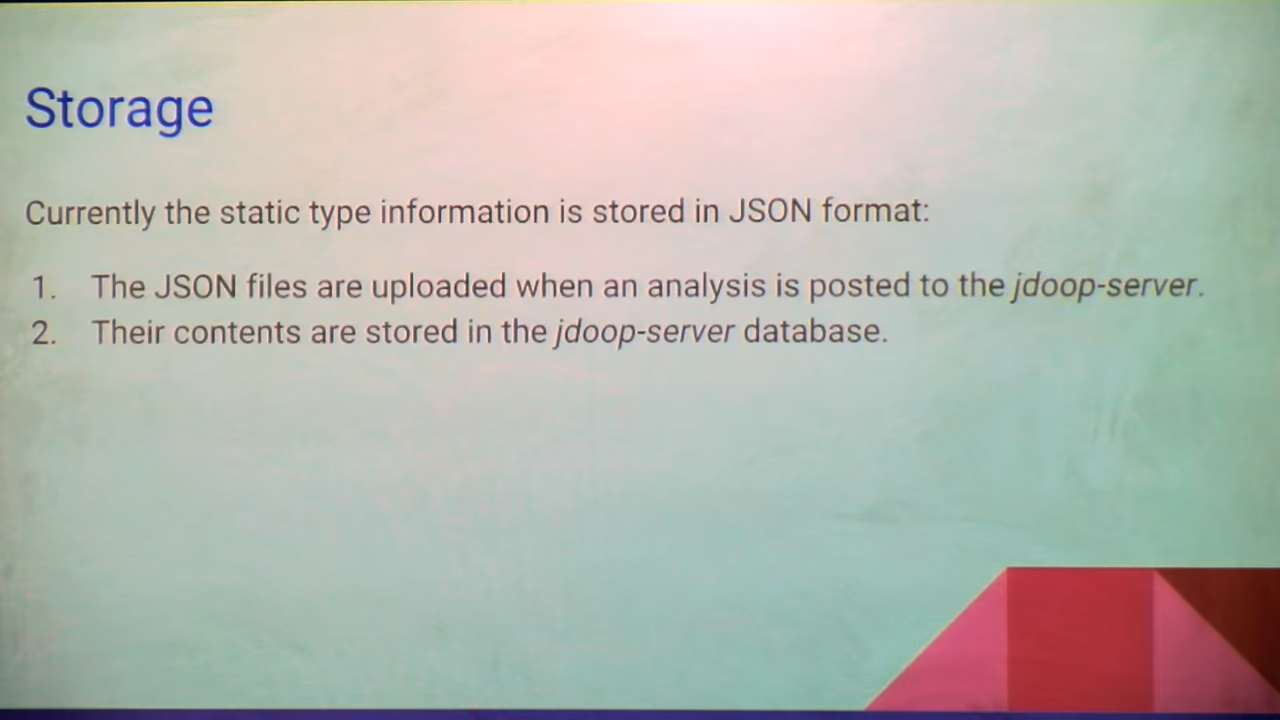 Storage
Currently the static type information is stored in JSON format:
1. The JSON files are uploaded when an analysis is posted to the jdoop-server.
2. Their contents are stored in the jdoop-server database.